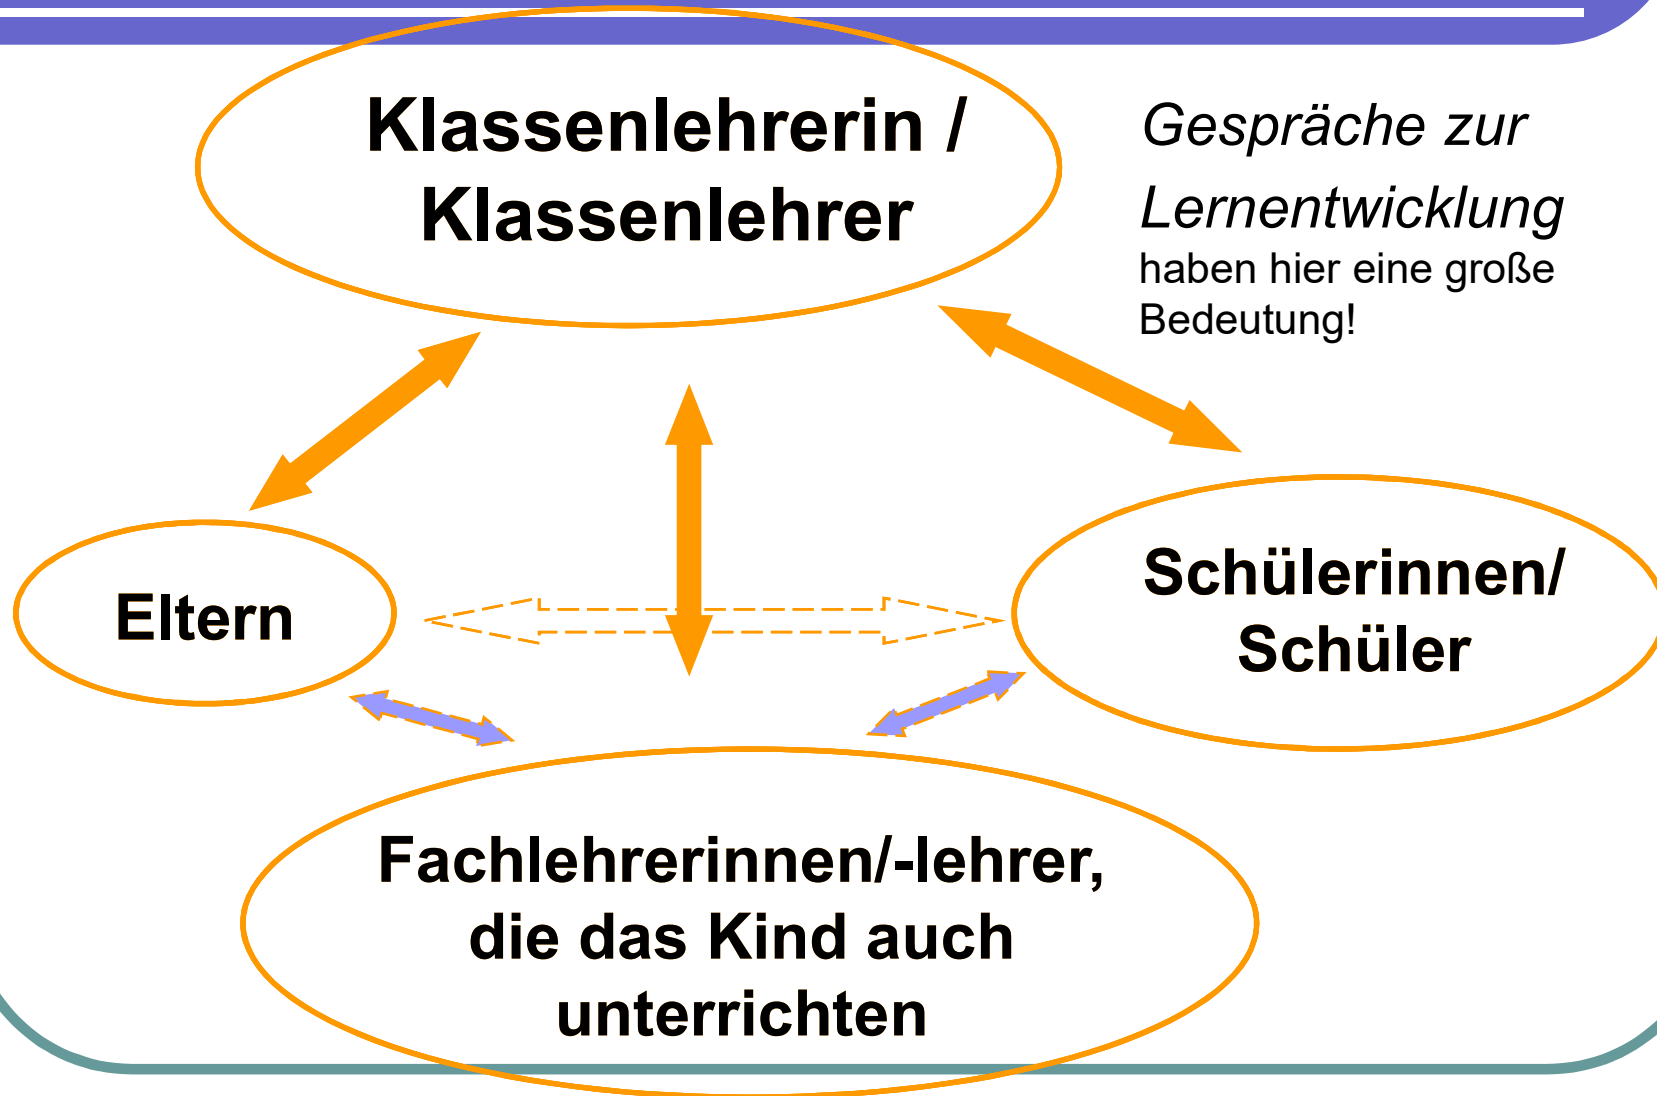 Klassenlehrerin /
Klassenlehrer
Gespräche zur
Lernentwicklung
haben hier eine große
Bedeutung!
Eltern
Schülerinnen/
Schüler
Fachlehrerinnen/-lehrer,
die das Kind auch
unterrichten